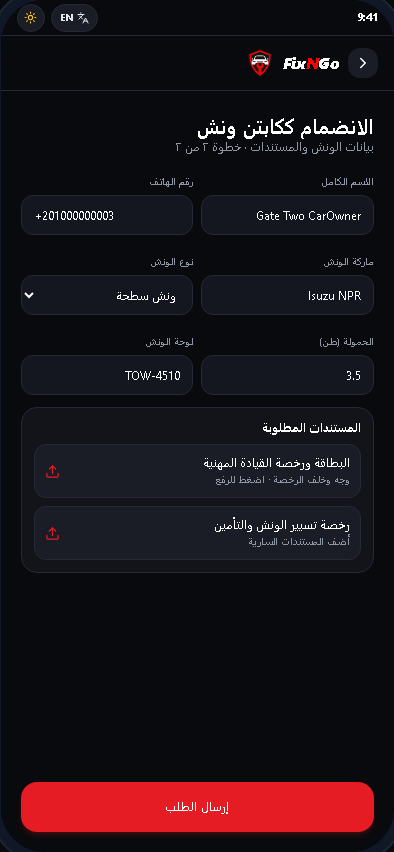 EN
9:41
FixNGo
الانضمام ككابتن ونش
بيانات الونش والمستندات · خطوة ٢ من ٢
الاسم الكامل
رقم الهاتف
Gate Two CarOwner
+201000000003
ماركة الونش
نوع الونش
Isuzu NPR
ونش سطحة
الحمولة (طن)
لوحة الونش
3.5
TOW-4510
المستندات المطلوبة
البطاقة ورخصة القيادة المهنية
وجه وخلف الرخصة · اضغط للرفع
رخصة تسيير الونش والتأمين
أضف المستندات السارية
إرسال الطلب